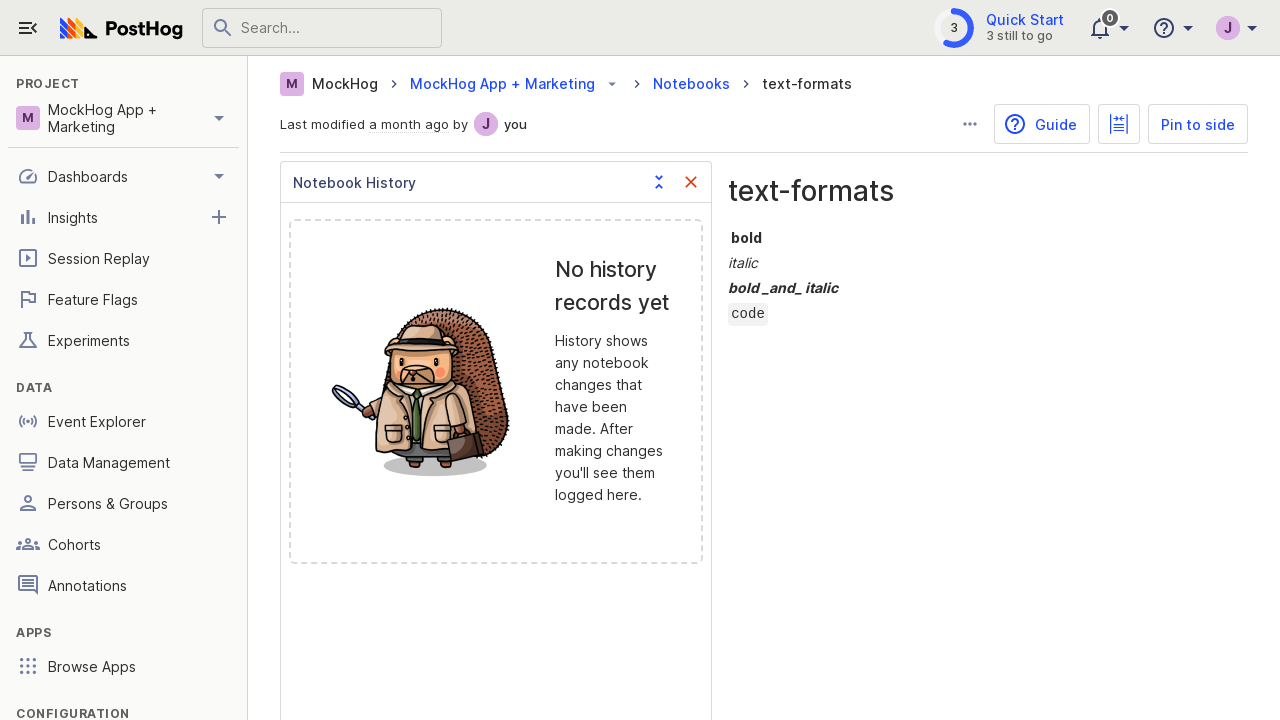 PostHog
Search...
3
Quick Start
3 still to go
0
J
PROJECT
M
MockHog App +
Marketing
Dashboards
Insights
Session Replay
Feature Flags
Experiments
DATA
Event Explorer
Data Management
Persons & Groups
Cohorts
Annotations
APPS
Browse Apps
CONFIGURATION
M MockHog MockHog App + Marketing Notebooks text-formats
Last modified a month ago by J you
Guide
Pin to side
Notebook History
No history
records yet
History shows
any notebook
changes that
have been
made. After
making changes
you'll see them
logged here.
text-formats
bold
italic
bold _and_ italic
code